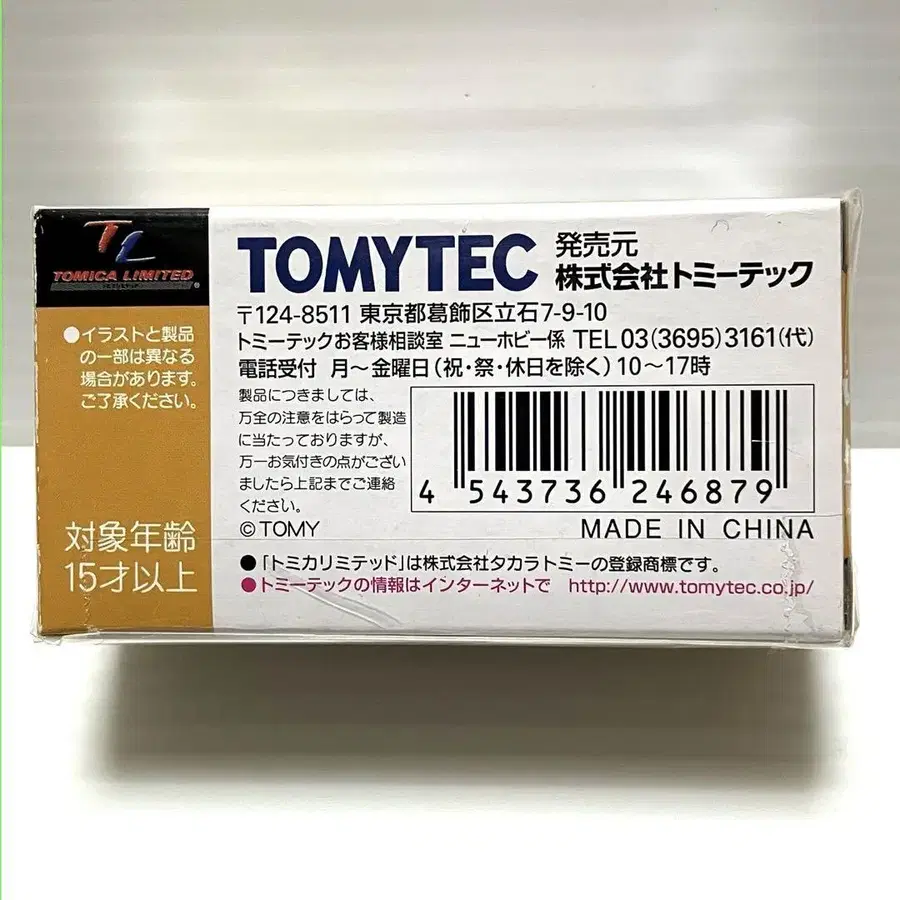 TL
TOMICA LIMITED
®
●イラストと製品
の一部は異なる
場合があります。
ご了承ください。
対象年齢
15才以上
TOMYTEC 発売元
株式会社トミーテック
〒124-8511 東京都葛飾区立石7-9-10
トミーテックお客様相談室 ニューホビー係 TEL 03(3695)3161(代)
電話受付 月～金曜日(祝・祭・休日を除く)10～17時
製品につきましては、
万全の注意をはらって製造
に当たっておりますが、
万一お気付きの点がござい
ましたら上記までご連絡
ください。
©TOMY
4 543736 246879
MADE IN CHINA
●「トミカリミテッド」は株式会社タカラトミーの登録商標です。
●トミーテックの情報はインターネットで http://www.tomytec.co.jp/